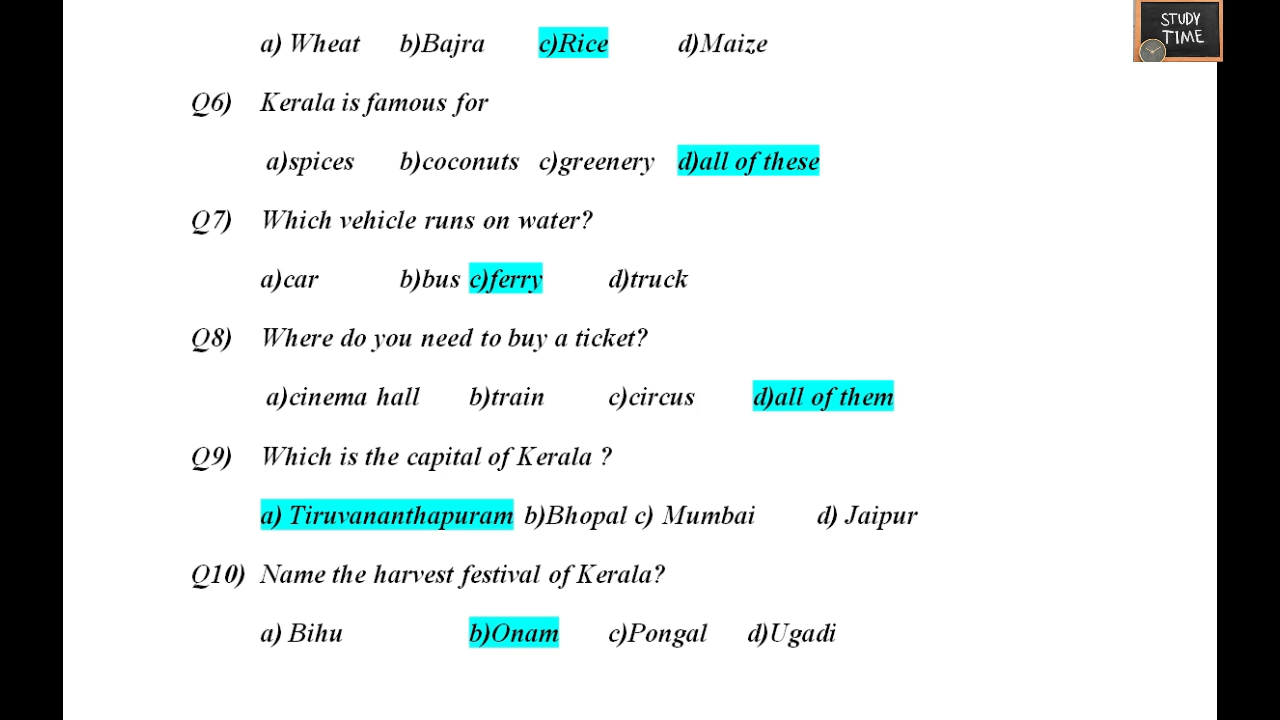 STUDY
TIME
a) Wheat b)Bajra c)Rice d)Maize
Q6) Kerala is famous for
a)spices b)coconuts c)greenery d)all of these
Q7) Which vehicle runs on water?
a)car b)bus c)ferry d)truck
Q8) Where do you need to buy a ticket?
a)cinema hall b)train c)circus d)all of them
Q9) Which is the capital of Kerala ?
a) Tiruvananthapuram b)Bhopal c) Mumbai d) Jaipur
Q10) Name the harvest festival of Kerala?
a) Bihu b)Onam c)Pongal d)Ugadi